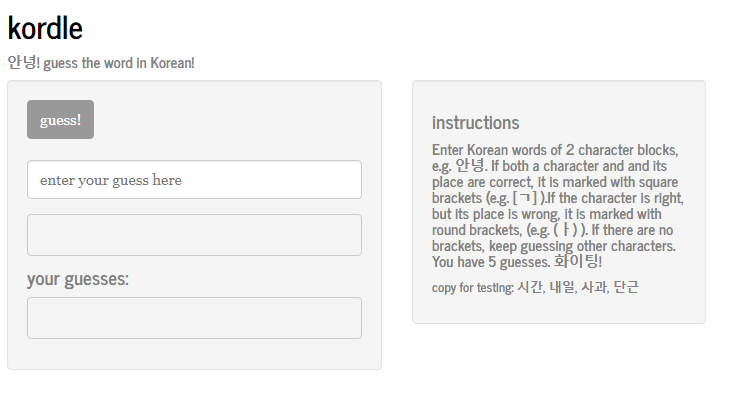 kordle
안녕! guess the word in Korean!
guess!
enter your guess here
your guesses:
instructions
Enter Korean words of 2 character blocks,
e.g. 안녕. If both a character and and its
place are correct, it is marked with square
brackets (e.g. [ㄱ] ).If the character is right,
but its place is wrong, it is marked with
round brackets, (e.g. (ㅏ) ). If there are no
brackets, keep guessing other characters.
You have 5 guesses. 화이팅!
copy for testing: 시간, 내일, 사과, 단근